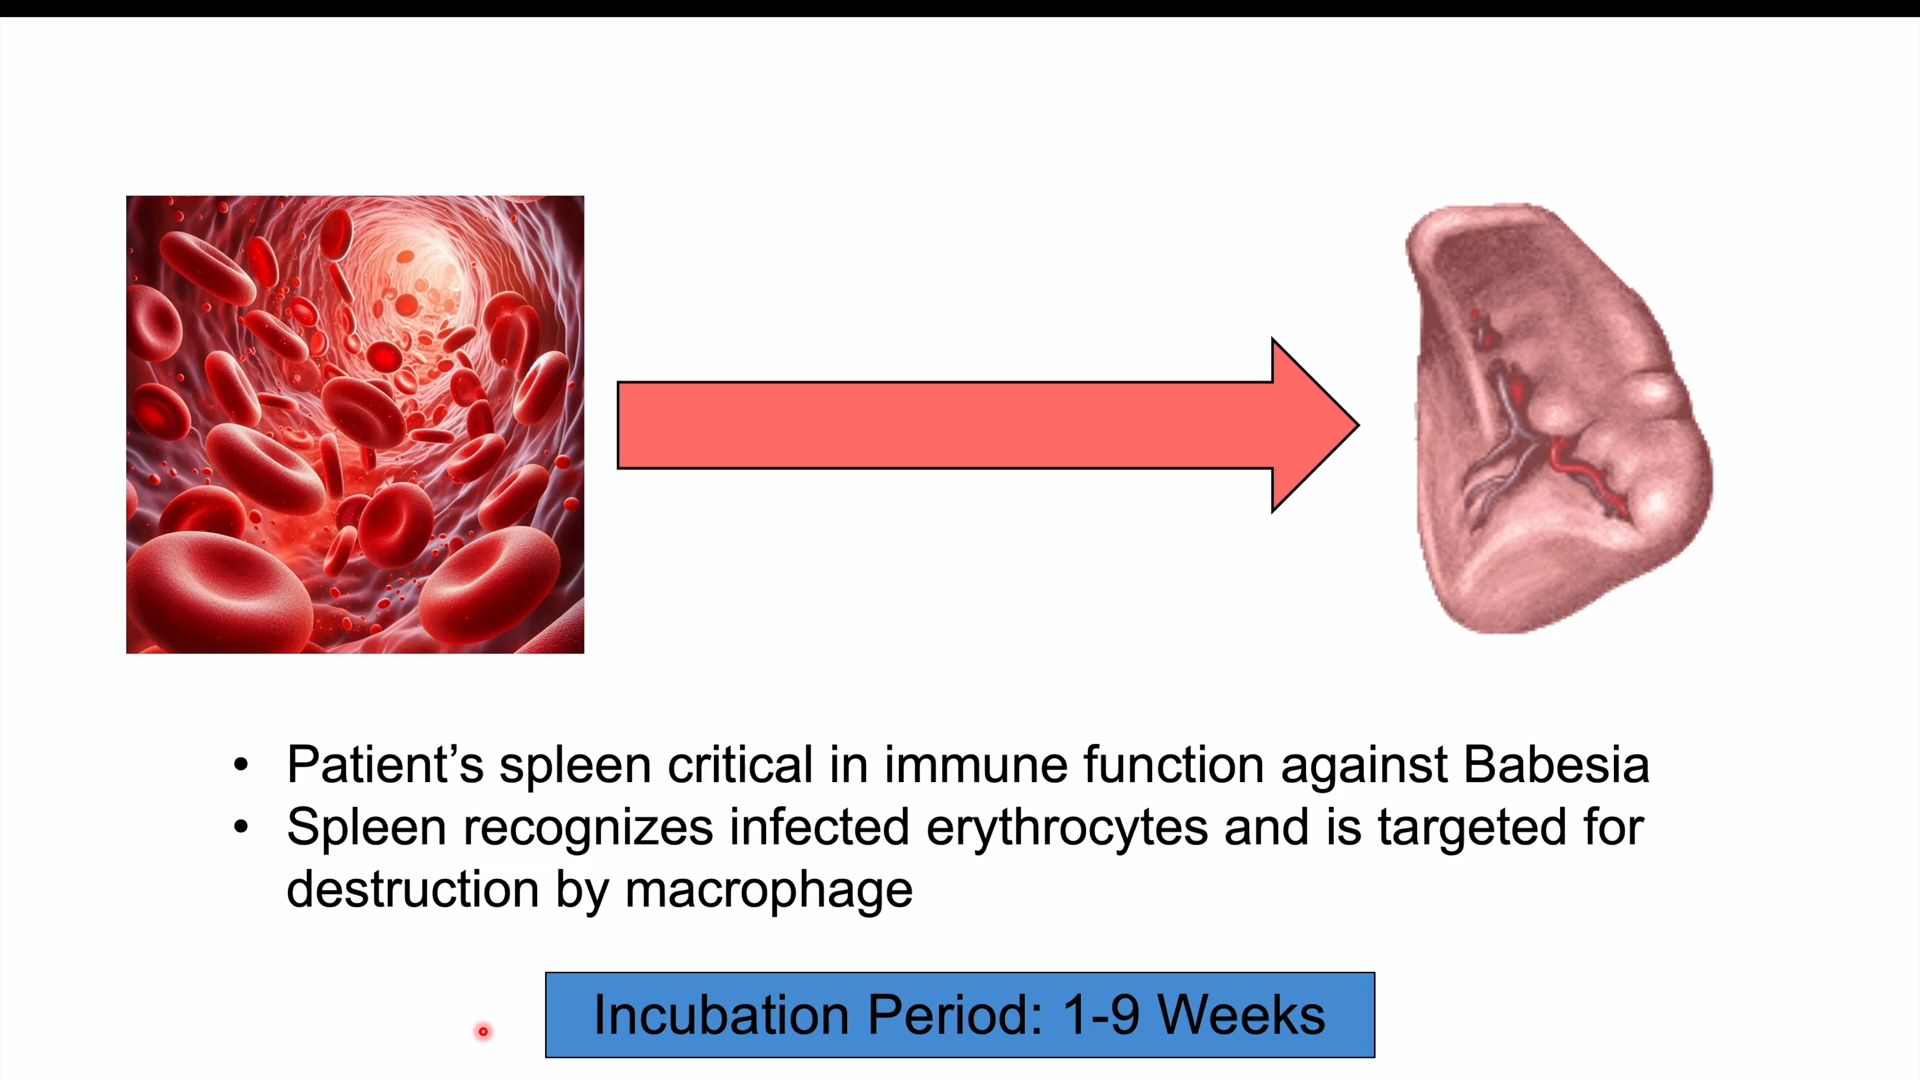 • Patient’s spleen critical in immune function against Babesia
• Spleen recognizes infected erythrocytes and is targeted for
destruction by macrophage
Incubation Period: 1-9 Weeks